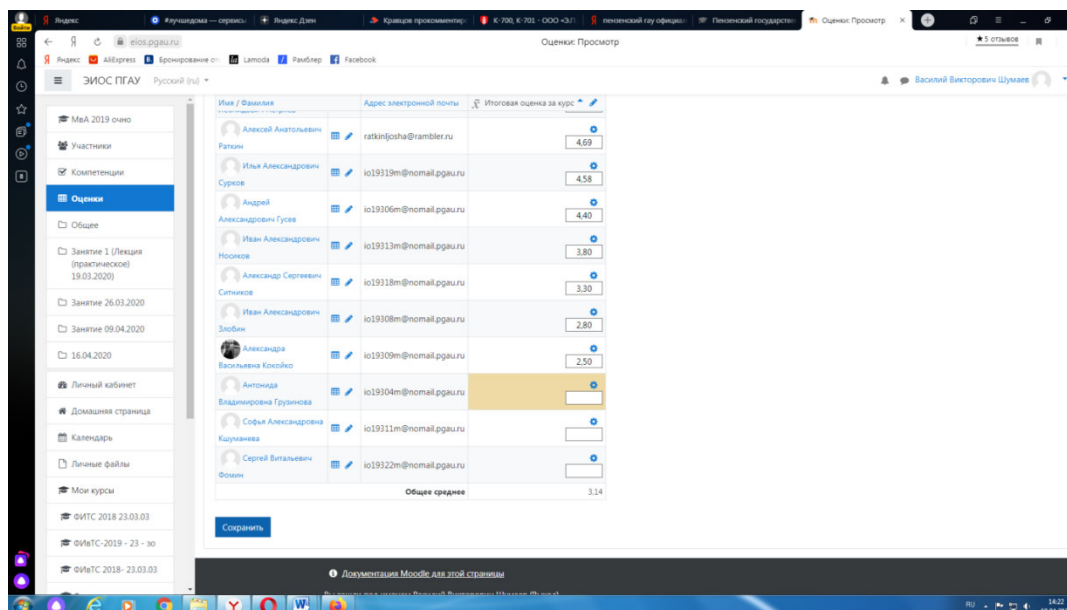 Войти
Яндекс
#лучшедома — сервисы
Яндекс Дзен
Кравцов прокомментир
К-700, К-701 - ООО «З.П
пензенский гау официал
Пензенский государстве
Оценки: Просмотр
eios.pgau.ru
Оценки: Просмотр
★5 отзывов
Яндекс
AliExpress
Бронирование от
Lamoda
Рамблер
Facebook
ЭИОС ПГАУ
Русский (ru)
Василий Викторович Шумаев
МвА 2019 очно
Участники
Компетенции
Оценки
Общее
Занятие 1 (Лекция
(практическое)
19.03.2020)
Занятие 26.03.2020
Занятие 09.04.2020
16.04.2020
Личный кабинет
Домашняя страница
Календарь
Личные файлы
Мои курсы
ФИТС 2018 23.03.03
ФИвТС-2019 - 23 - зо
ФИвТС 2018- 23.03.03
Имя / Фамилия
Адрес электронной почты
Итоговая оценка за курс
Алексей Анатольевич
Раткин
ratkinljosha@rambler.ru
4,69
Илья Александрович
Сурков
io19319m@nomail.pgau.ru
4,58
Андрей
Александрович Гусев
io19306m@nomail.pgau.ru
4,40
Иван Александрович
Носиков
io19313m@nomail.pgau.ru
3,80
Александр Сергеевич
Ситников
io19318m@nomail.pgau.ru
3,30
Иван Александрович
Злобин
io19308m@nomail.pgau.ru
2,80
Александра
Васильевна Кокойко
io19309m@nomail.pgau.ru
2,50
Антонида
Владимировна Грузинова
io19304m@nomail.pgau.ru
Софья Александровна
Кшуманева
io19311m@nomail.pgau.ru
Сергей Витальевич
Фомин
io19322m@nomail.pgau.ru
Общее среднее
3,14
Сохранить
Документация Moodle для этой страницы
RU
14:22